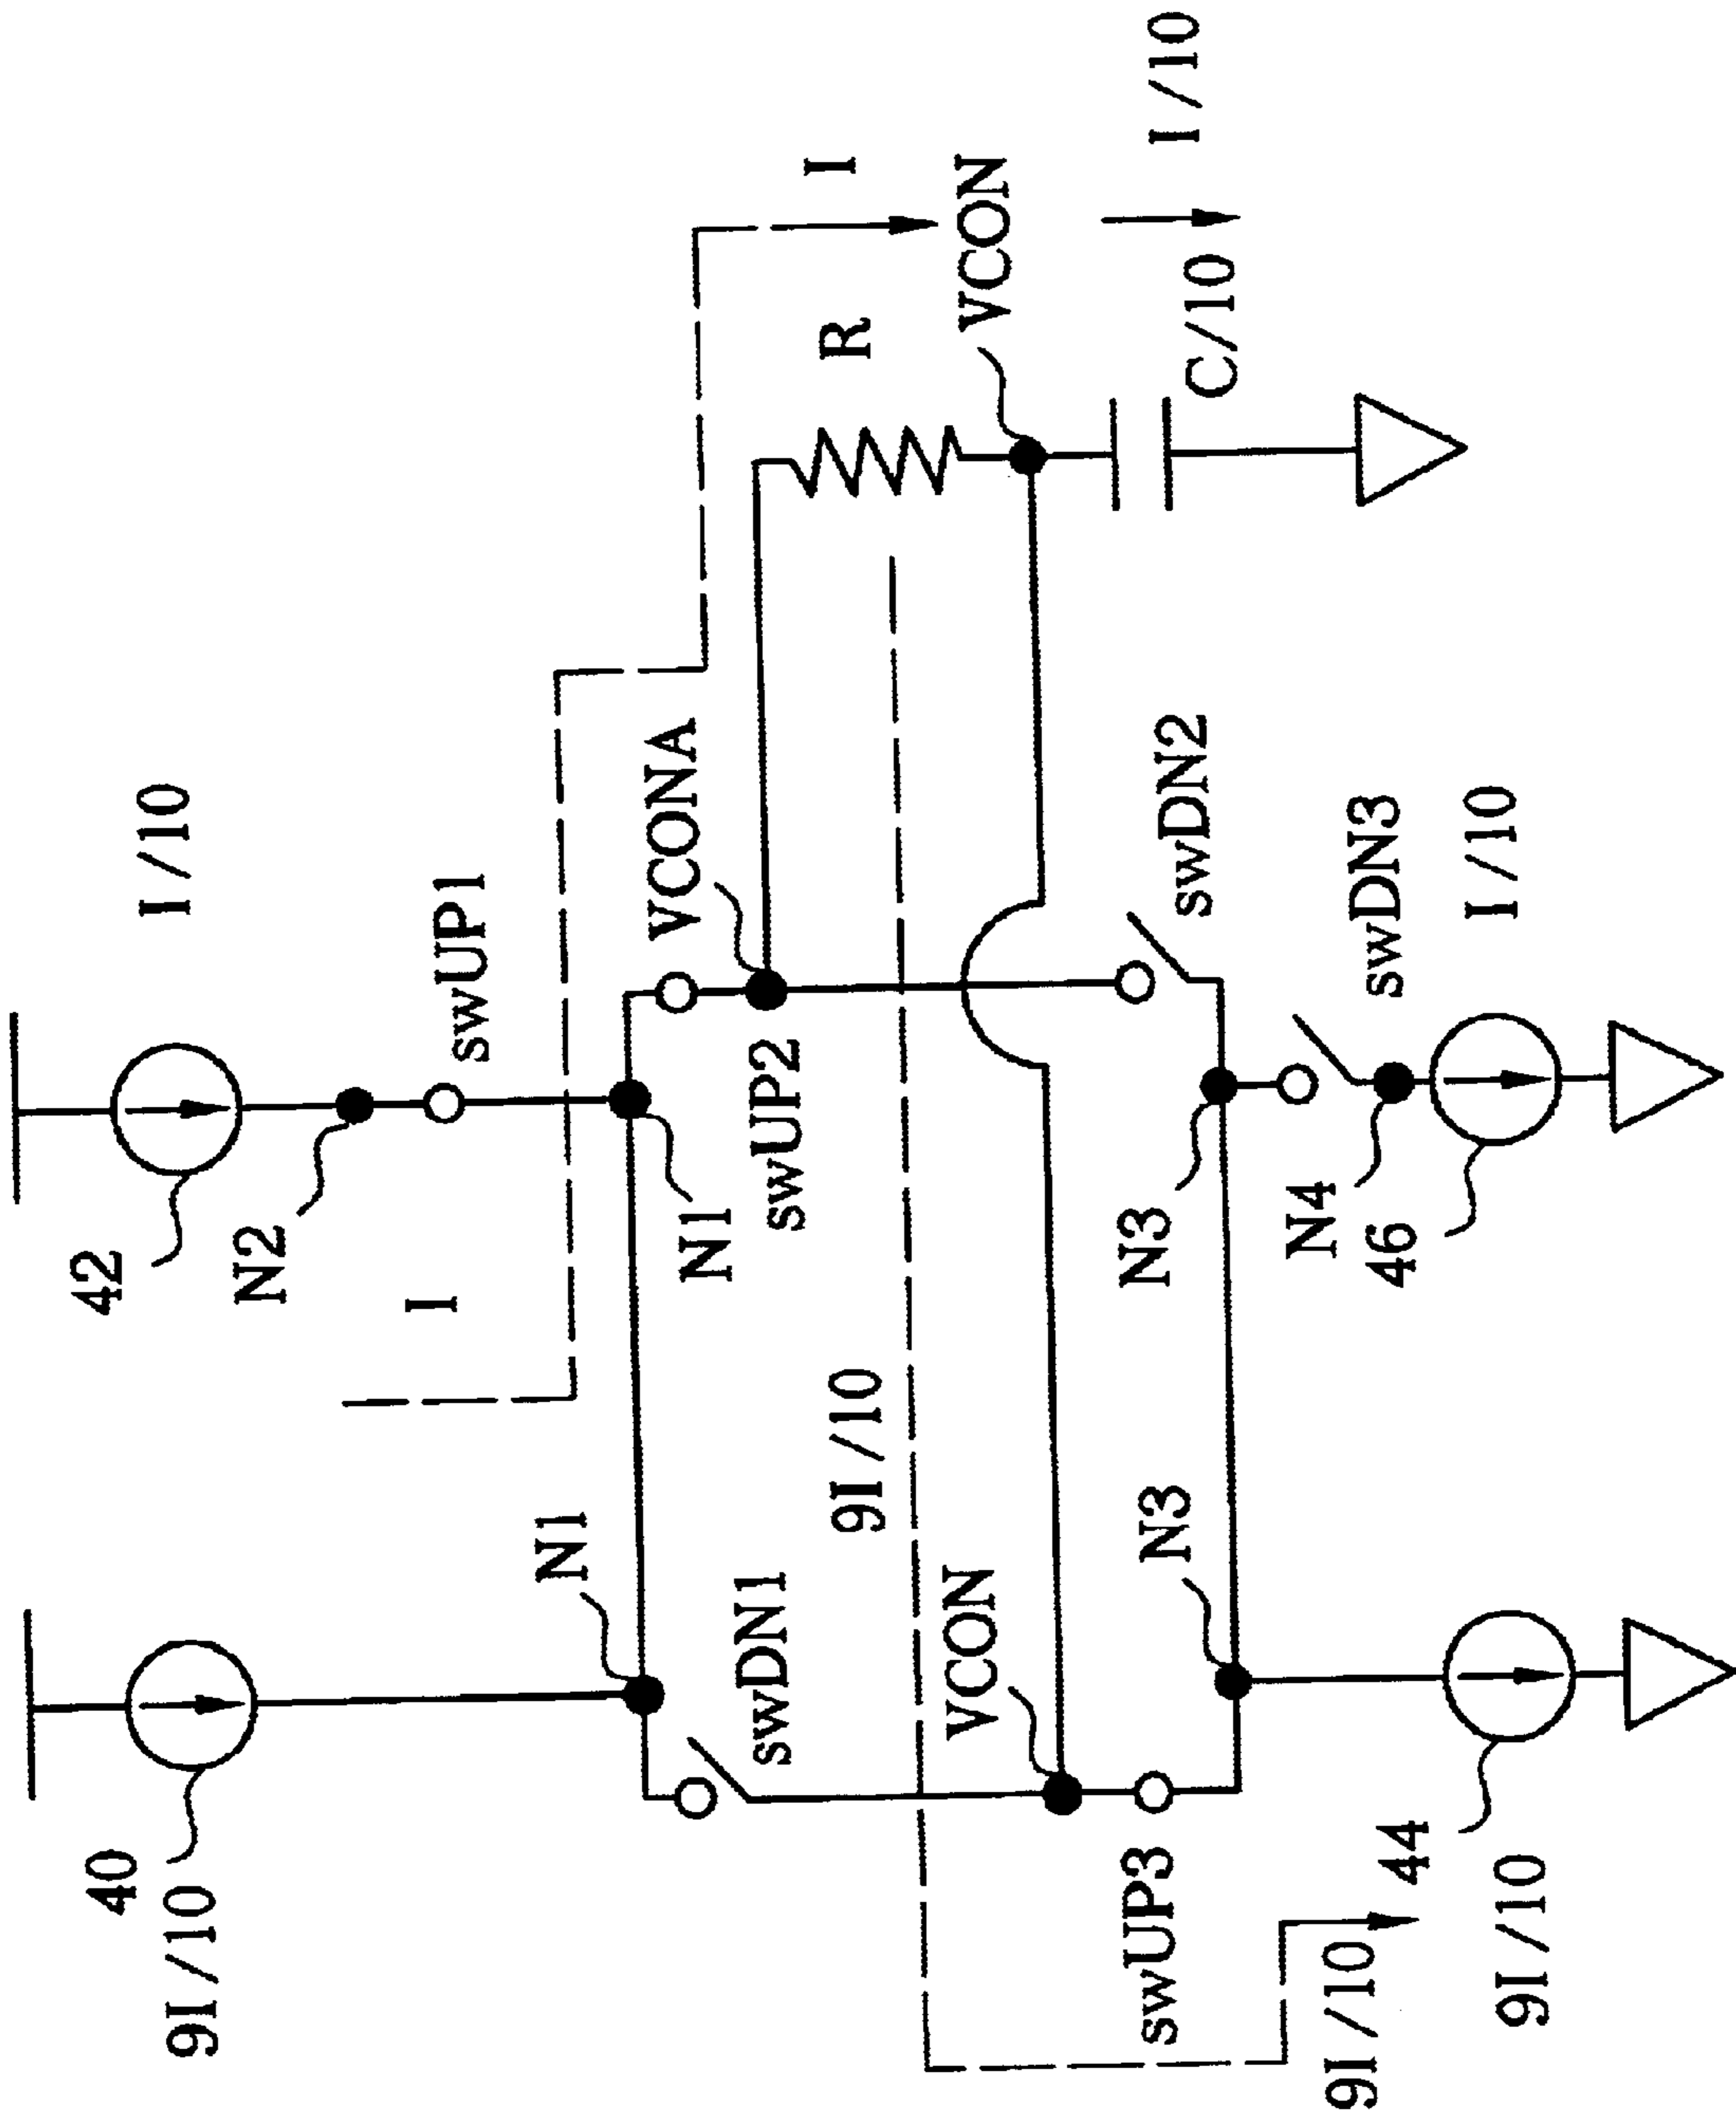 40
9I/10
42
I/10
N2
swUP1
I
N1
N1
VCONA
swDN1
swUP2
R
I
9I/10
VCON
VCON
I/10
C/10
swUP3
N3
N3
swDN2
N4
swDN3
9I/10
44
9I/10
46
I/10